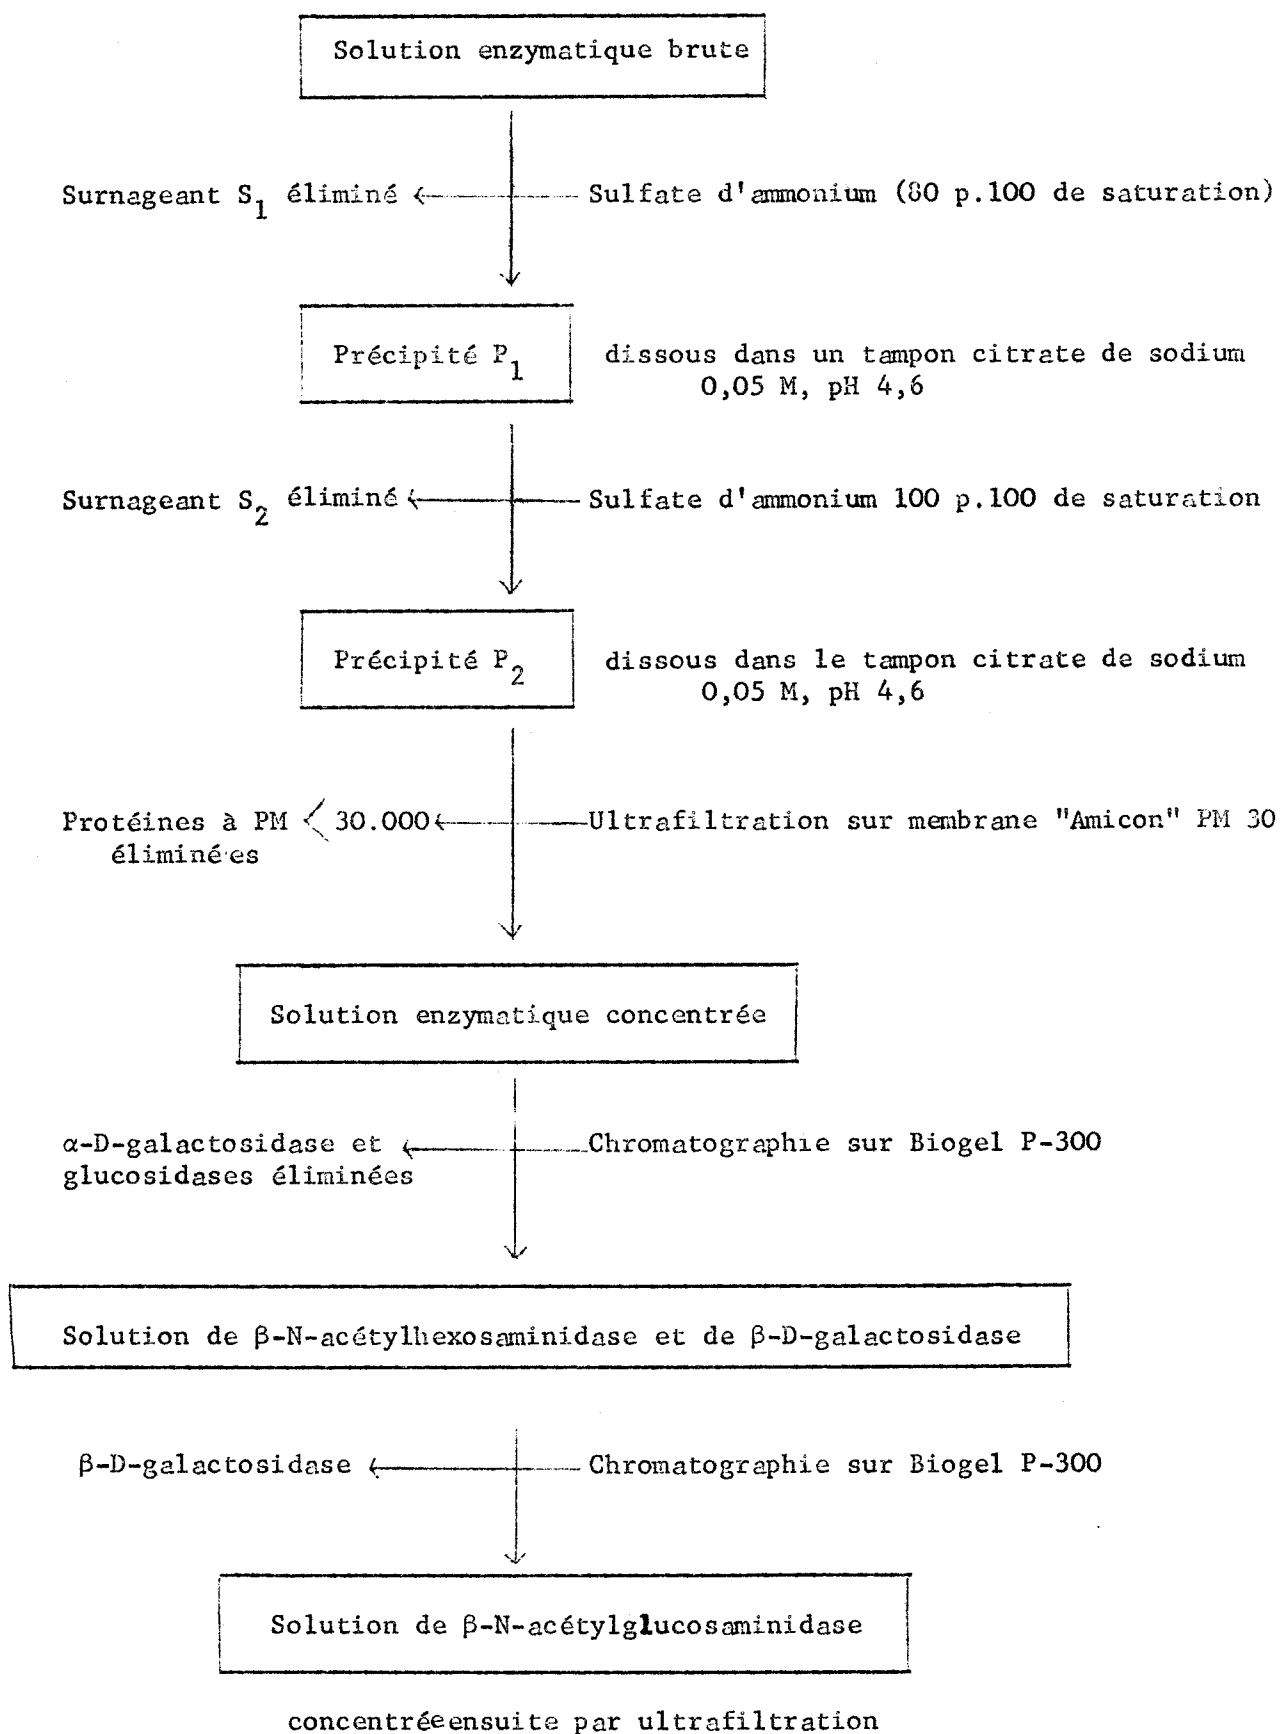 Solution enzymatique brute
Surnageant S1 éliminé
Sulfate d'ammonium (80 p.100 de saturation)
Précipité P1
dissous dans un tampon citrate de sodium
0,05 M, pH 4,6
Surnageant S2 éliminé
Sulfate d'ammonium 100 p.100 de saturation
Précipité P2
dissous dans le tampon citrate de sodium
0,05 M, pH 4,6
Protéines à PM < 30.000
éliminées
Ultrafiltration sur membrane "Amicon" PM 30
Solution enzymatique concentrée
α-D-galactosidase et
glucosidases éliminées
Chromatographie sur Biogel P-300
Solution de β-N-acétylhexosaminidase et de β-D-galactosidase
β-D-galactosidase
Chromatographie sur Biogel P-300
Solution de β-N-acétylglucosaminidase
concentrée ensuite par ultrafiltration